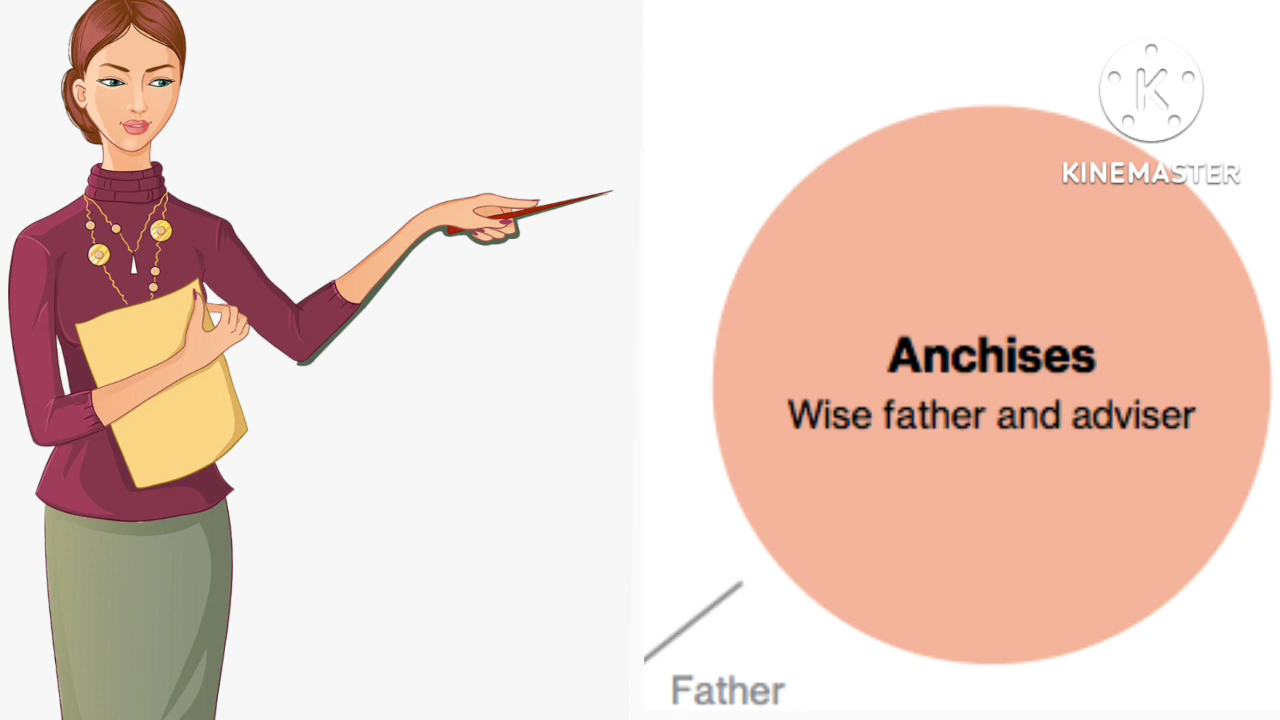 K
KINEMASTER
Anchises
Wise father and adviser
Father